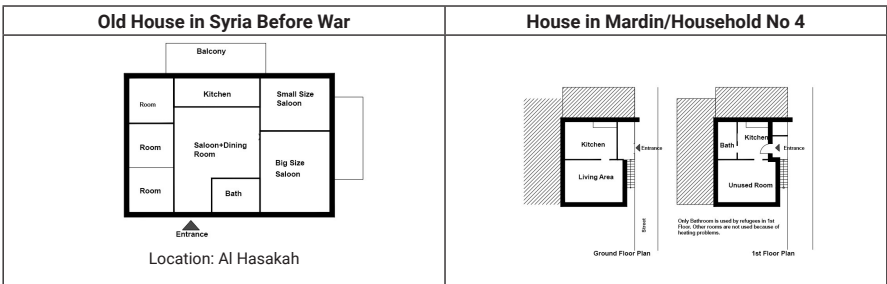 Old House in Syria Before War
House in Mardin/Household No 4
Balcony
Kitchen
Small Size
Saloon
Room
Room
Saloon+Dining
Room
Big Size
Saloon
Room
Bath
Entrance
Location: Al Hasakah
Kitchen
Entrance
Living Area
Street
Ground Floor Plan
Bath
Kitchen
Entrance
Unused Room
Only Bathroom is used by refugees in 1st
Floor. Other rooms are not used because of
heating problems.
1st Floor Plan